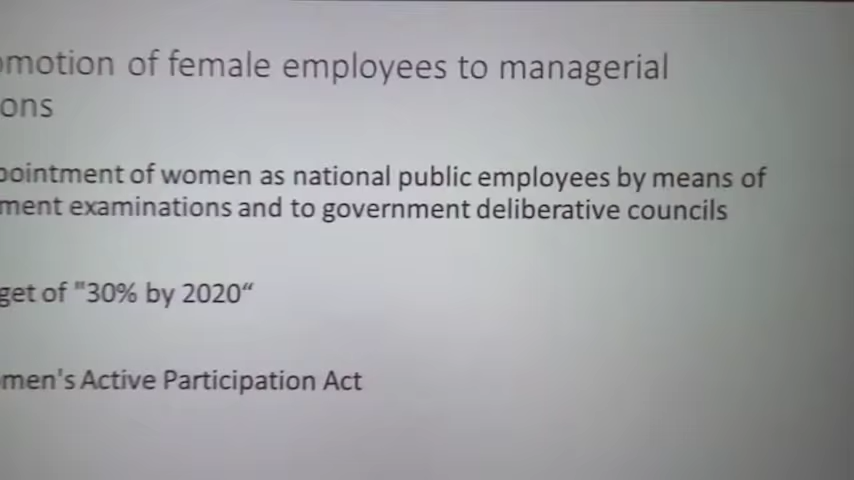 omotion of female employees to managerial
ons
pointment of women as national public employees by means of
ment examinations and to government deliberative councils
get of "30% by 2020“
men's Active Participation Act